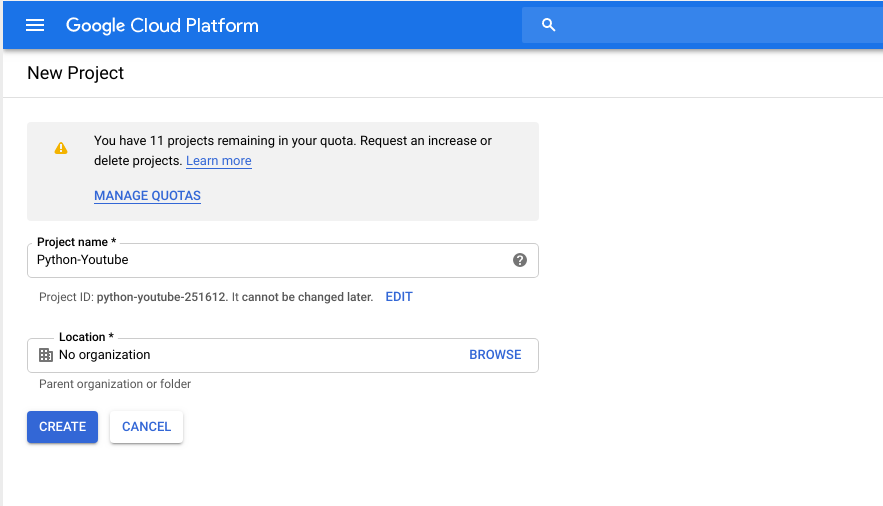 Google Cloud Platform
New Project
You have 11 projects remaining in your quota. Request an increase or
delete projects. Learn more
MANAGE QUOTAS
Project name *
Python-Youtube
Project ID: python-youtube-251612. It cannot be changed later. EDIT
Location *
No organization BROWSE
Parent organization or folder
CREATE CANCEL